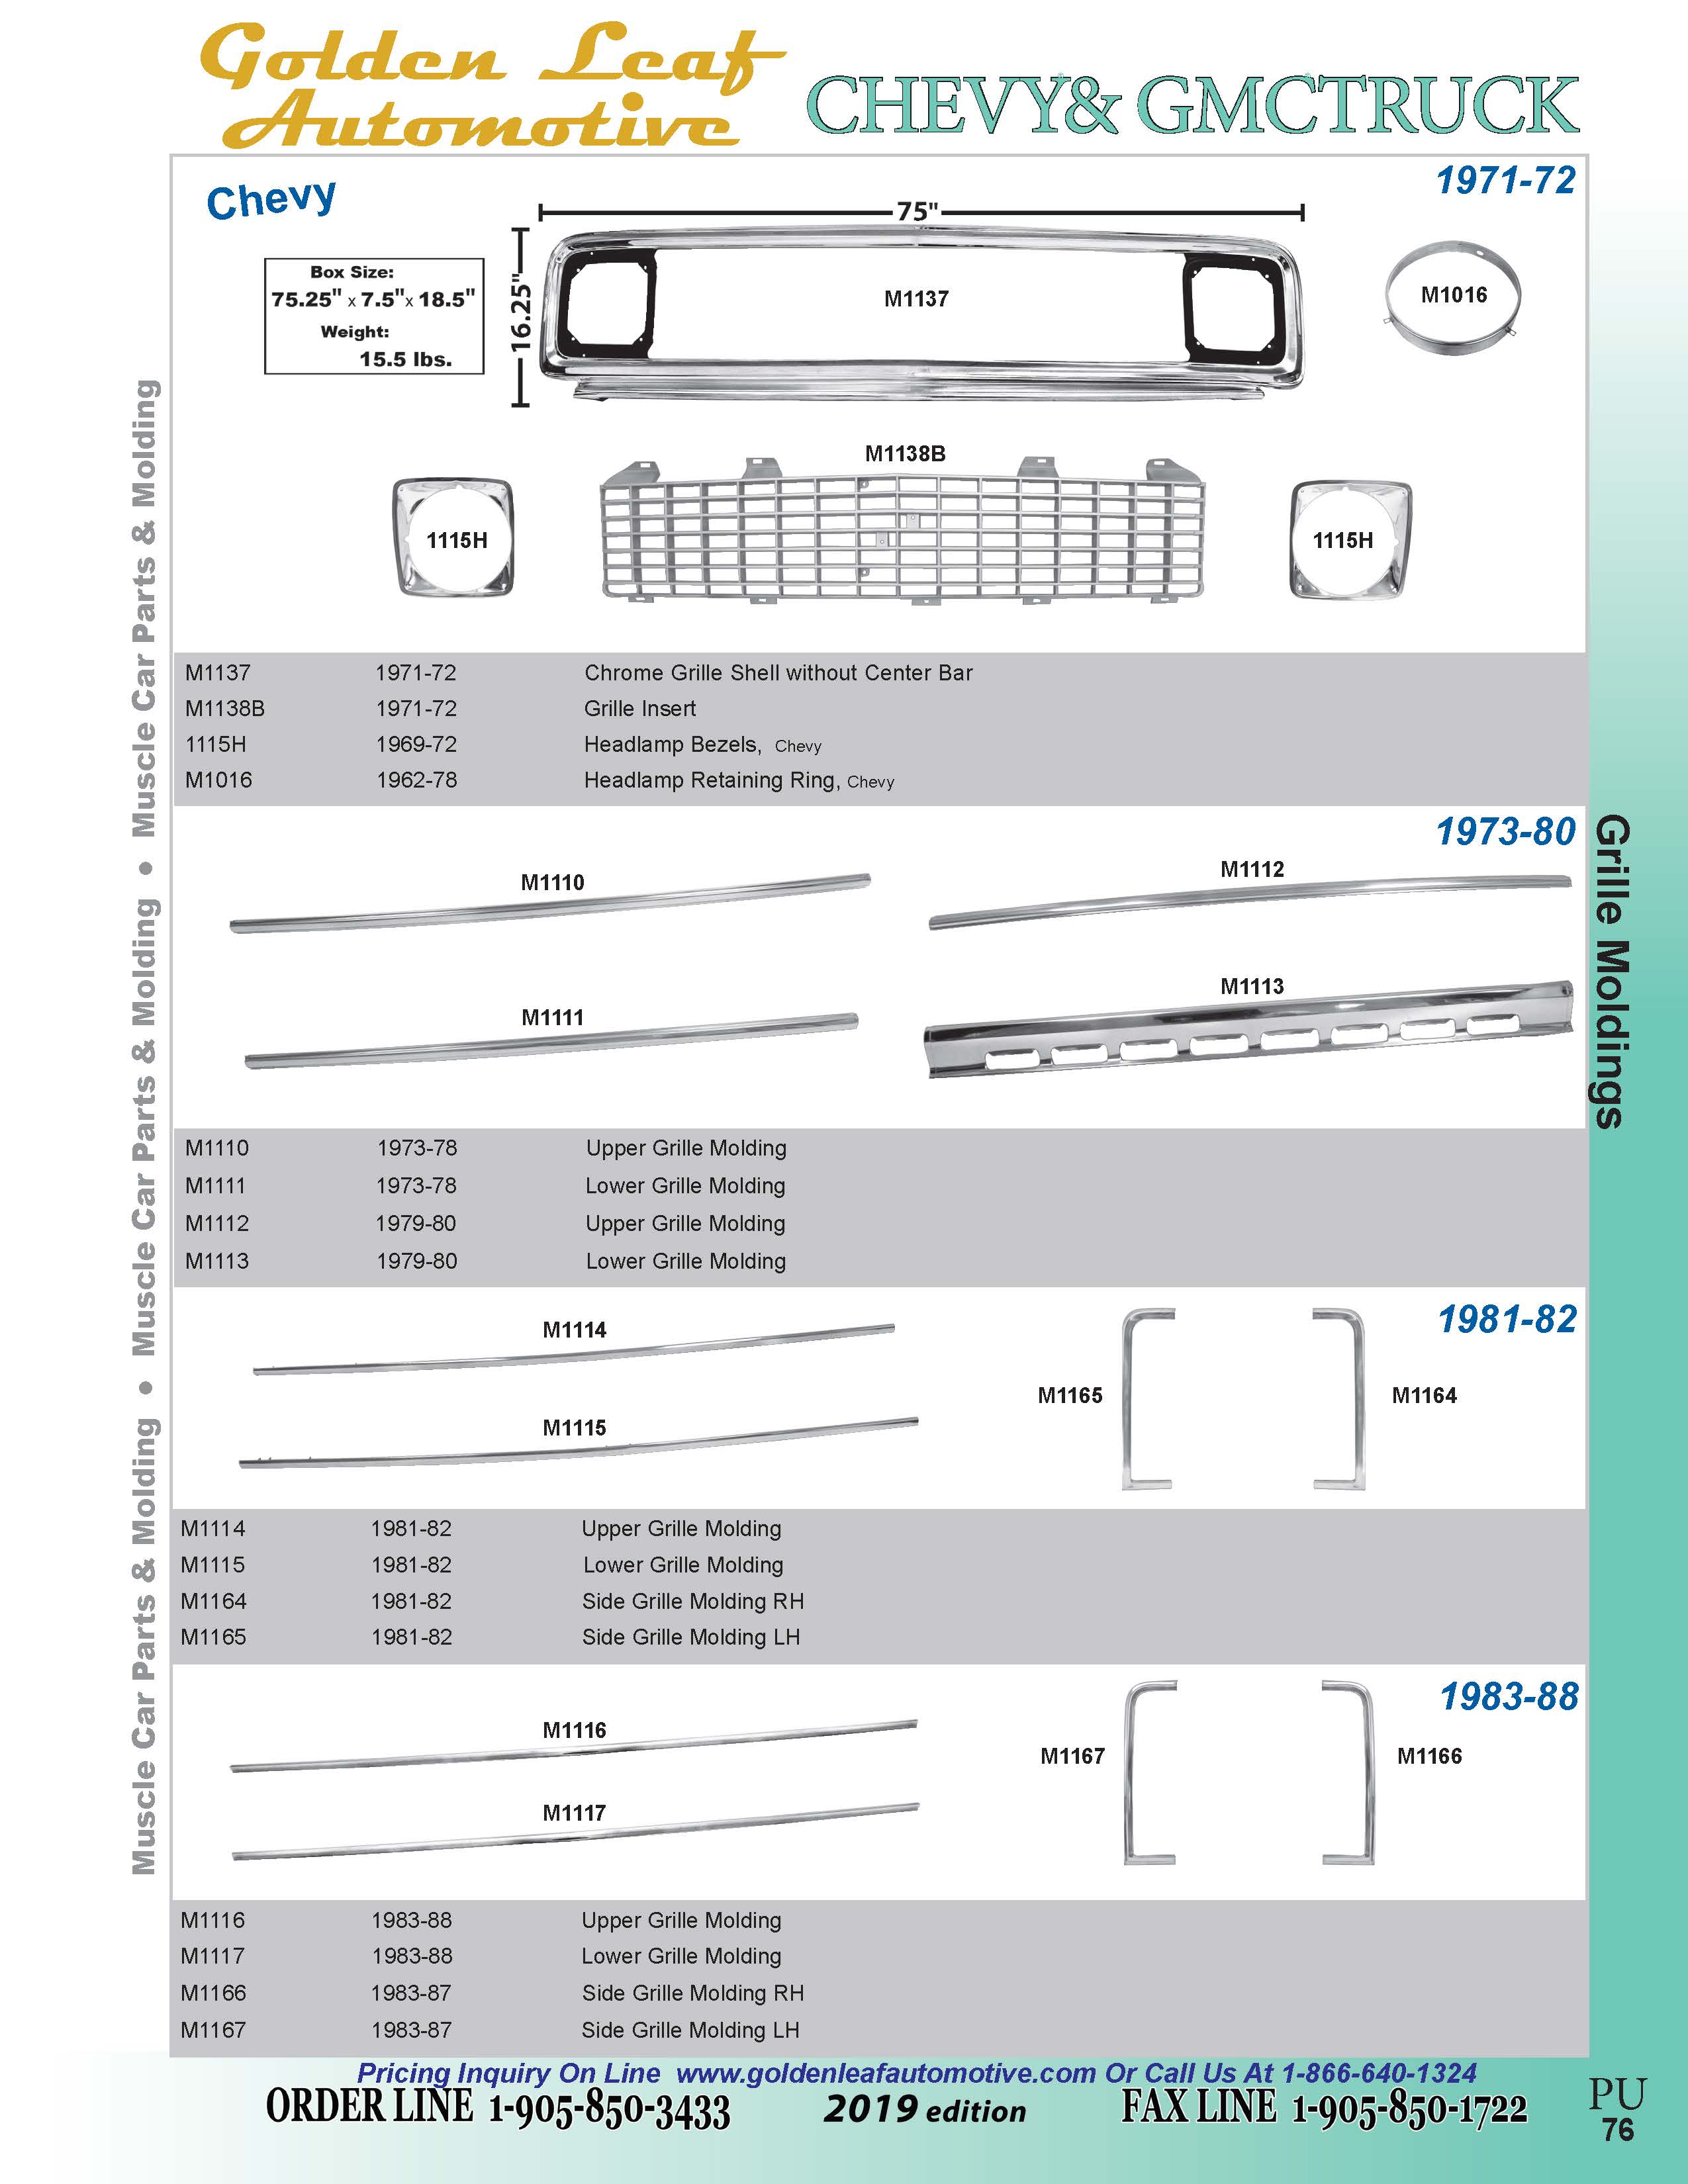 Golden Leaf
Automotive
CHEVY& GMCTRUCK
Chevy
1971-72
75"
Box Size:
75.25" x 7.5"x 18.5"
Weight:
15.5 lbs.
16.25"
M1137
M1016
M1138B
1115H
1115H
M1137 1971-72 Chrome Grille Shell without Center Bar
M1138B 1971-72 Grille Insert
1115H 1969-72 Headlamp Bezels, Chevy
M1016 1962-78 Headlamp Retaining Ring, Chevy
1973-80
M1110
M1112
M1111
M1113
M1110 1973-78 Upper Grille Molding
M1111 1973-78 Lower Grille Molding
M1112 1979-80 Upper Grille Molding
M1113 1979-80 Lower Grille Molding
1981-82
M1114
M1115
M1165
M1164
M1114 1981-82 Upper Grille Molding
M1115 1981-82 Lower Grille Molding
M1164 1981-82 Side Grille Molding RH
M1165 1981-82 Side Grille Molding LH
1983-88
M1116
M1117
M1167
M1166
M1116 1983-88 Upper Grille Molding
M1117 1983-88 Lower Grille Molding
M1166 1983-87 Side Grille Molding RH
M1167 1983-87 Side Grille Molding LH
Muscle Car Parts & Molding • Muscle Car Parts & Molding • Muscle Car Parts & Molding
Grille Moldings
Pricing Inquiry On Line www.goldenleafautomotive.com Or Call Us At 1-866-640-1324
ORDER LINE 1-905-850-3433 2019 edition FAX LINE 1-905-850-1722
PU
76